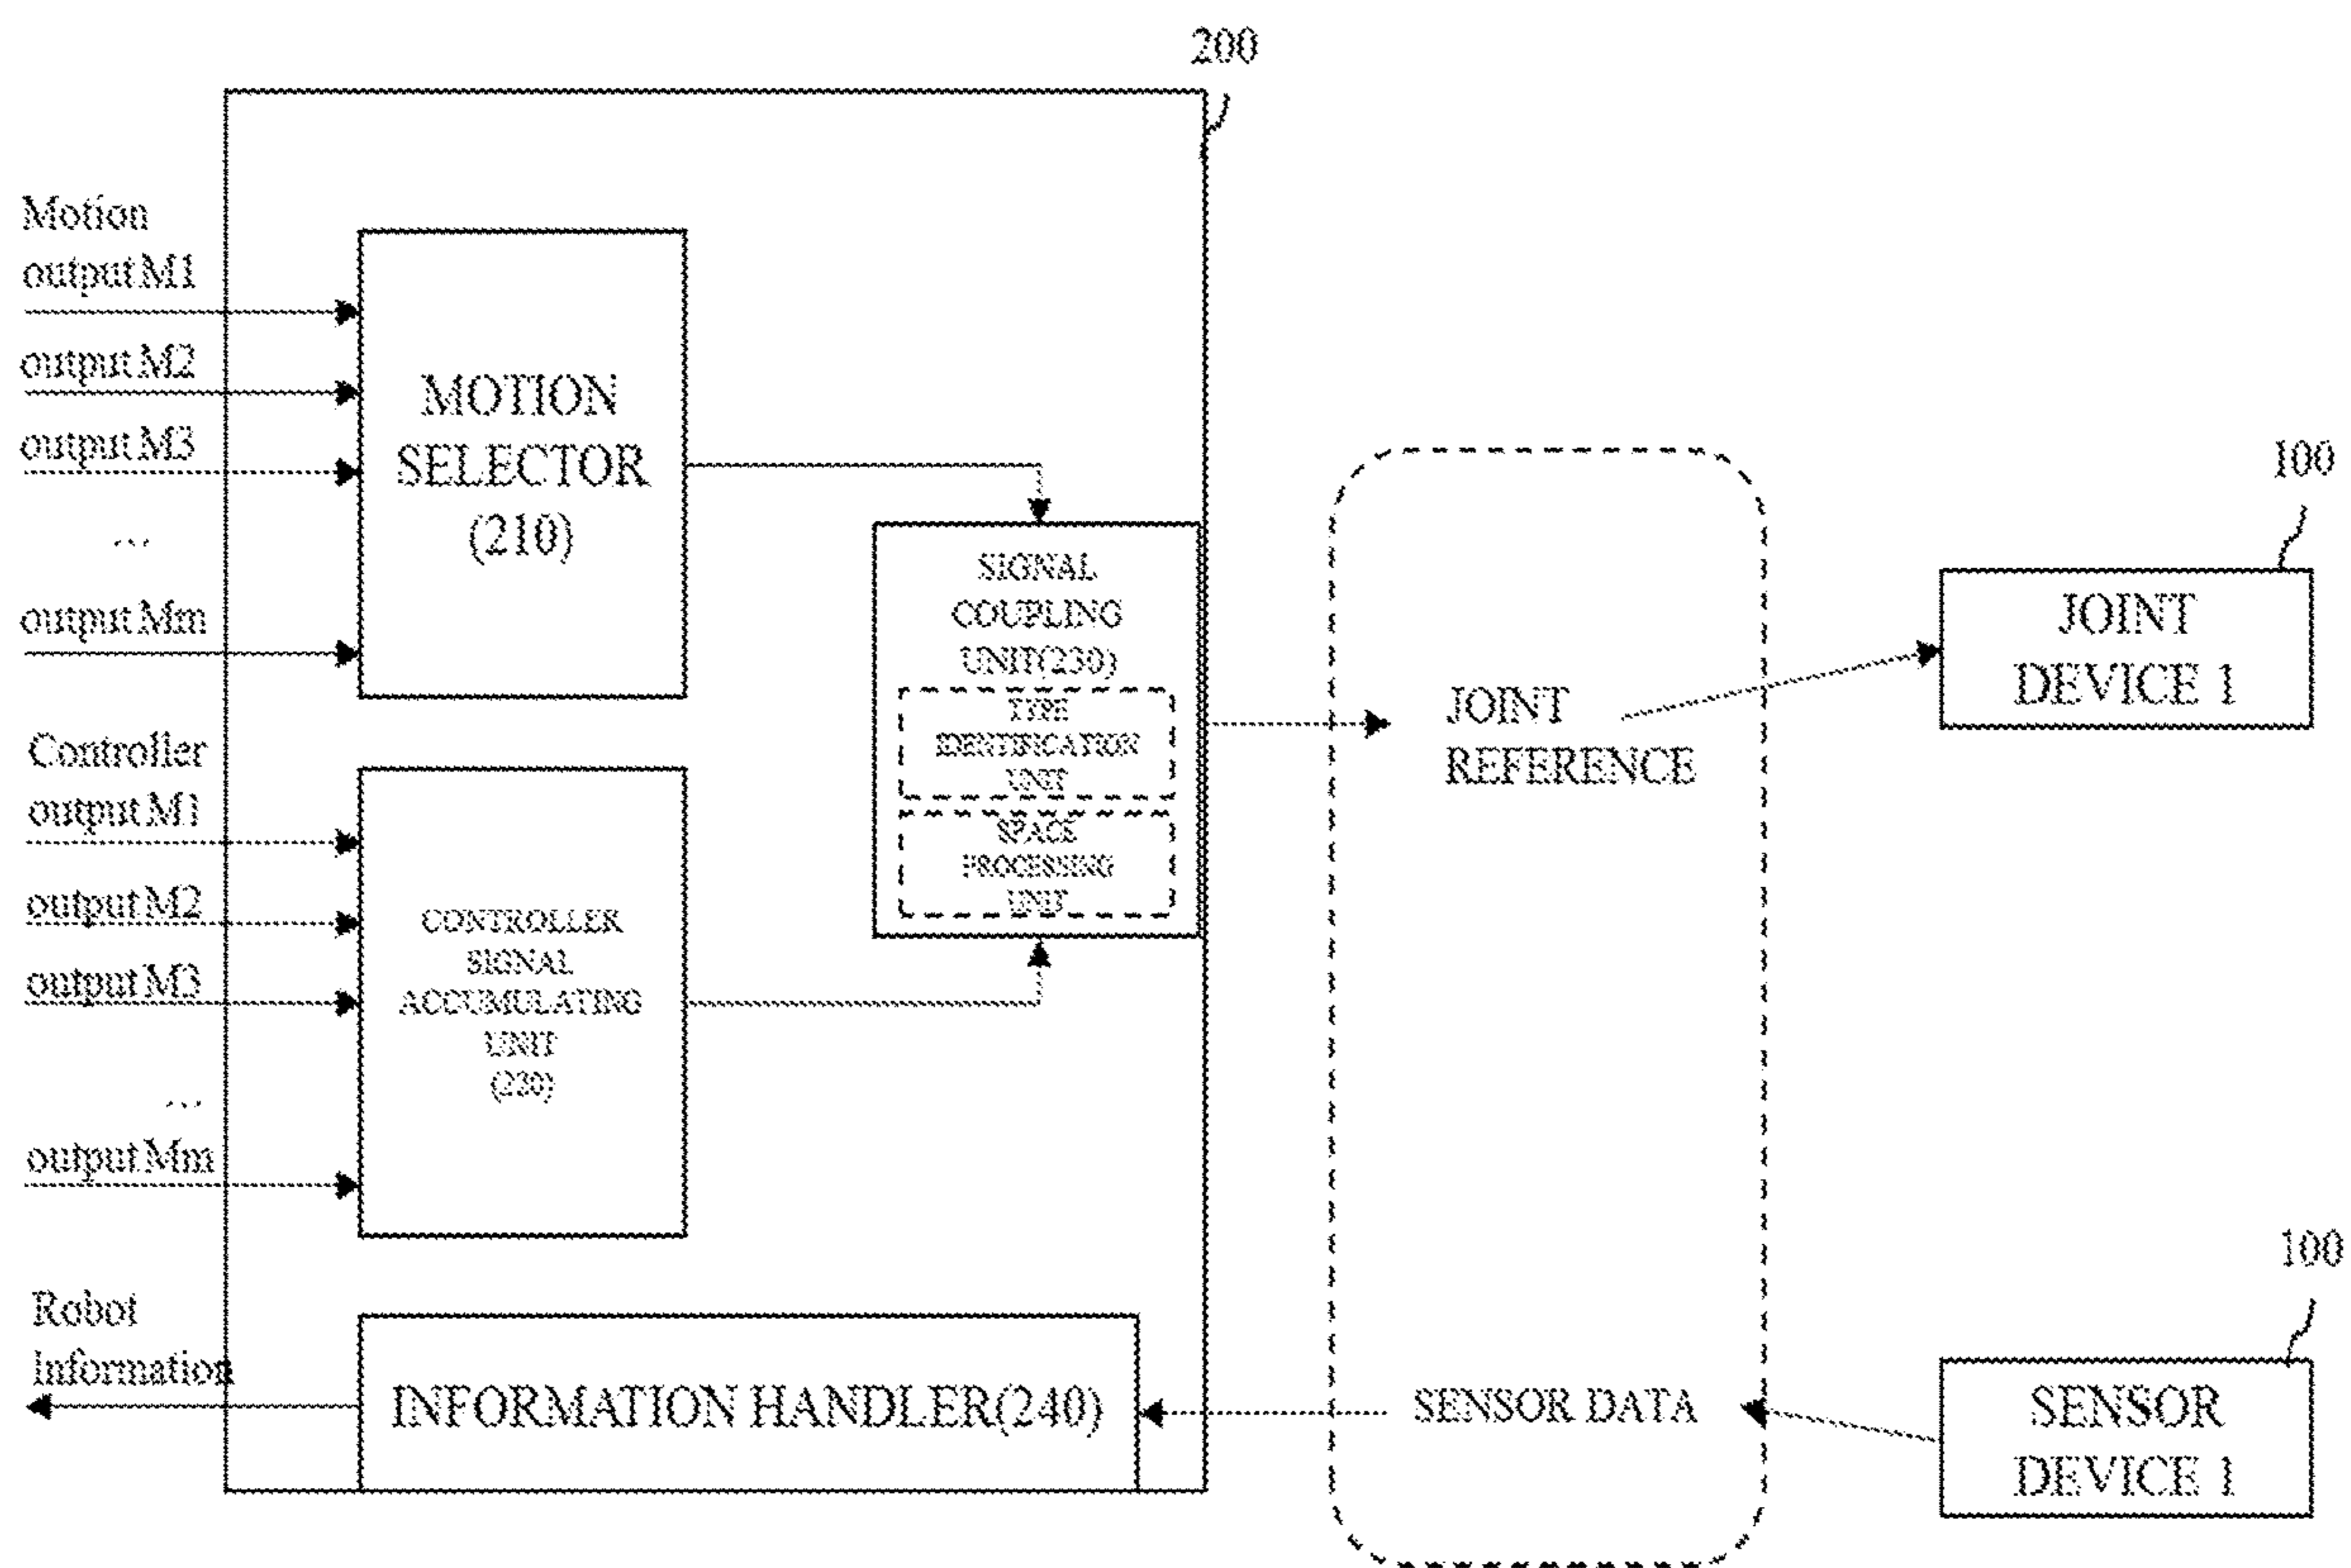 200
Motion
output M1
output M2
output M3
...
output Mm
MOTION
SELECTOR
(210)
SIGNAL
COUPLING
UNIT(230)
TYPE
IDENTIFICATION
UNIT
SPACE
PROCESSING
UNIT
JOINT
REFERENCE
100
JOINT
DEVICE 1
Controller
output M1
output M2
output M3
...
output Mm
CONTROLLER
SIGNAL
ACCUMULATING
UNIT
Robot
Information
INFORMATION HANDLER(240)
SENSOR DATA
100
SENSOR
DEVICE 1